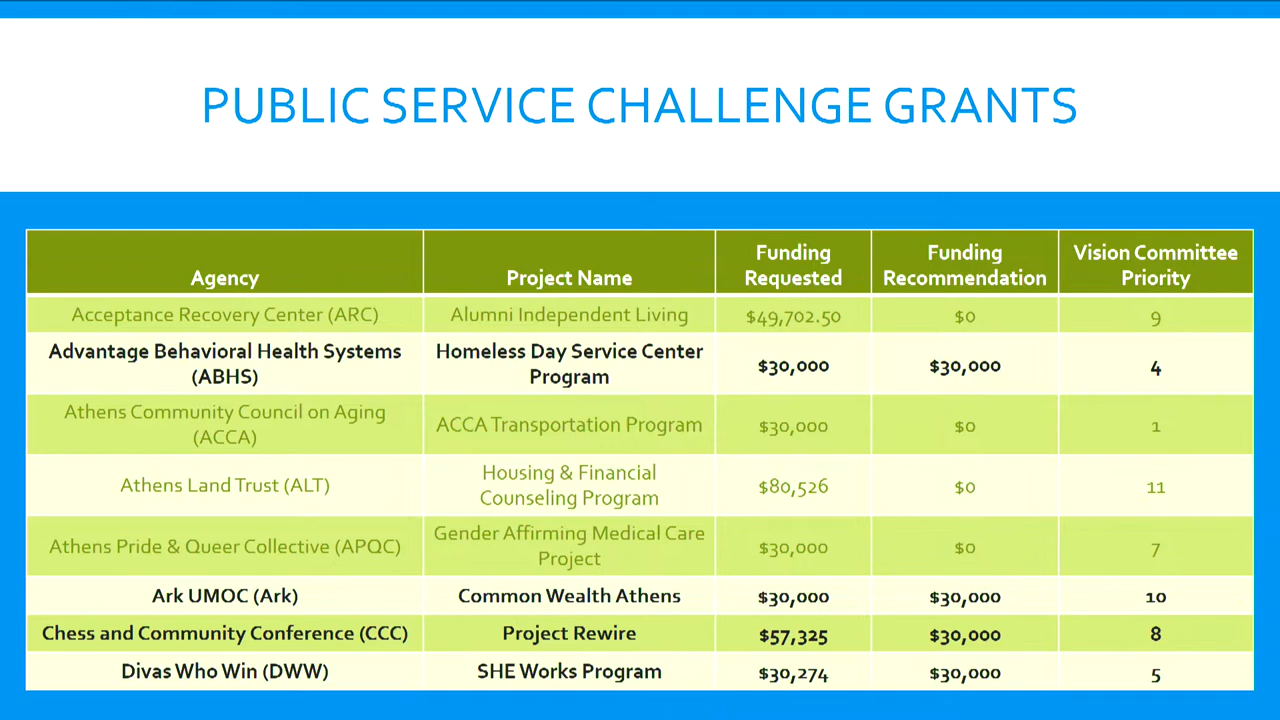 PUBLIC SERVICE CHALLENGE GRANTS
Agency Project Name Funding Requested Funding Recommendation Vision Committee Priority
Acceptance Recovery Center (ARC) Alumni Independent Living $49,702.50 $0 9
Advantage Behavioral Health Systems (ABHS) Homeless Day Service Center Program $30,000 $30,000 4
Athens Community Council on Aging (ACCA) ACCA Transportation Program $30,000 $0 1
Athens Land Trust (ALT) Housing & Financial Counseling Program $80,526 $0 11
Athens Pride & Queer Collective (APQC) Gender Affirming Medical Care Project $30,000 $0 7
Ark UMOC (Ark) Common Wealth Athens $30,000 $30,000 10
Chess and Community Conference (CCC) Project Rewire $57,325 $30,000 8
Divas Who Win (DWW) SHE Works Program $30,274 $30,000 5